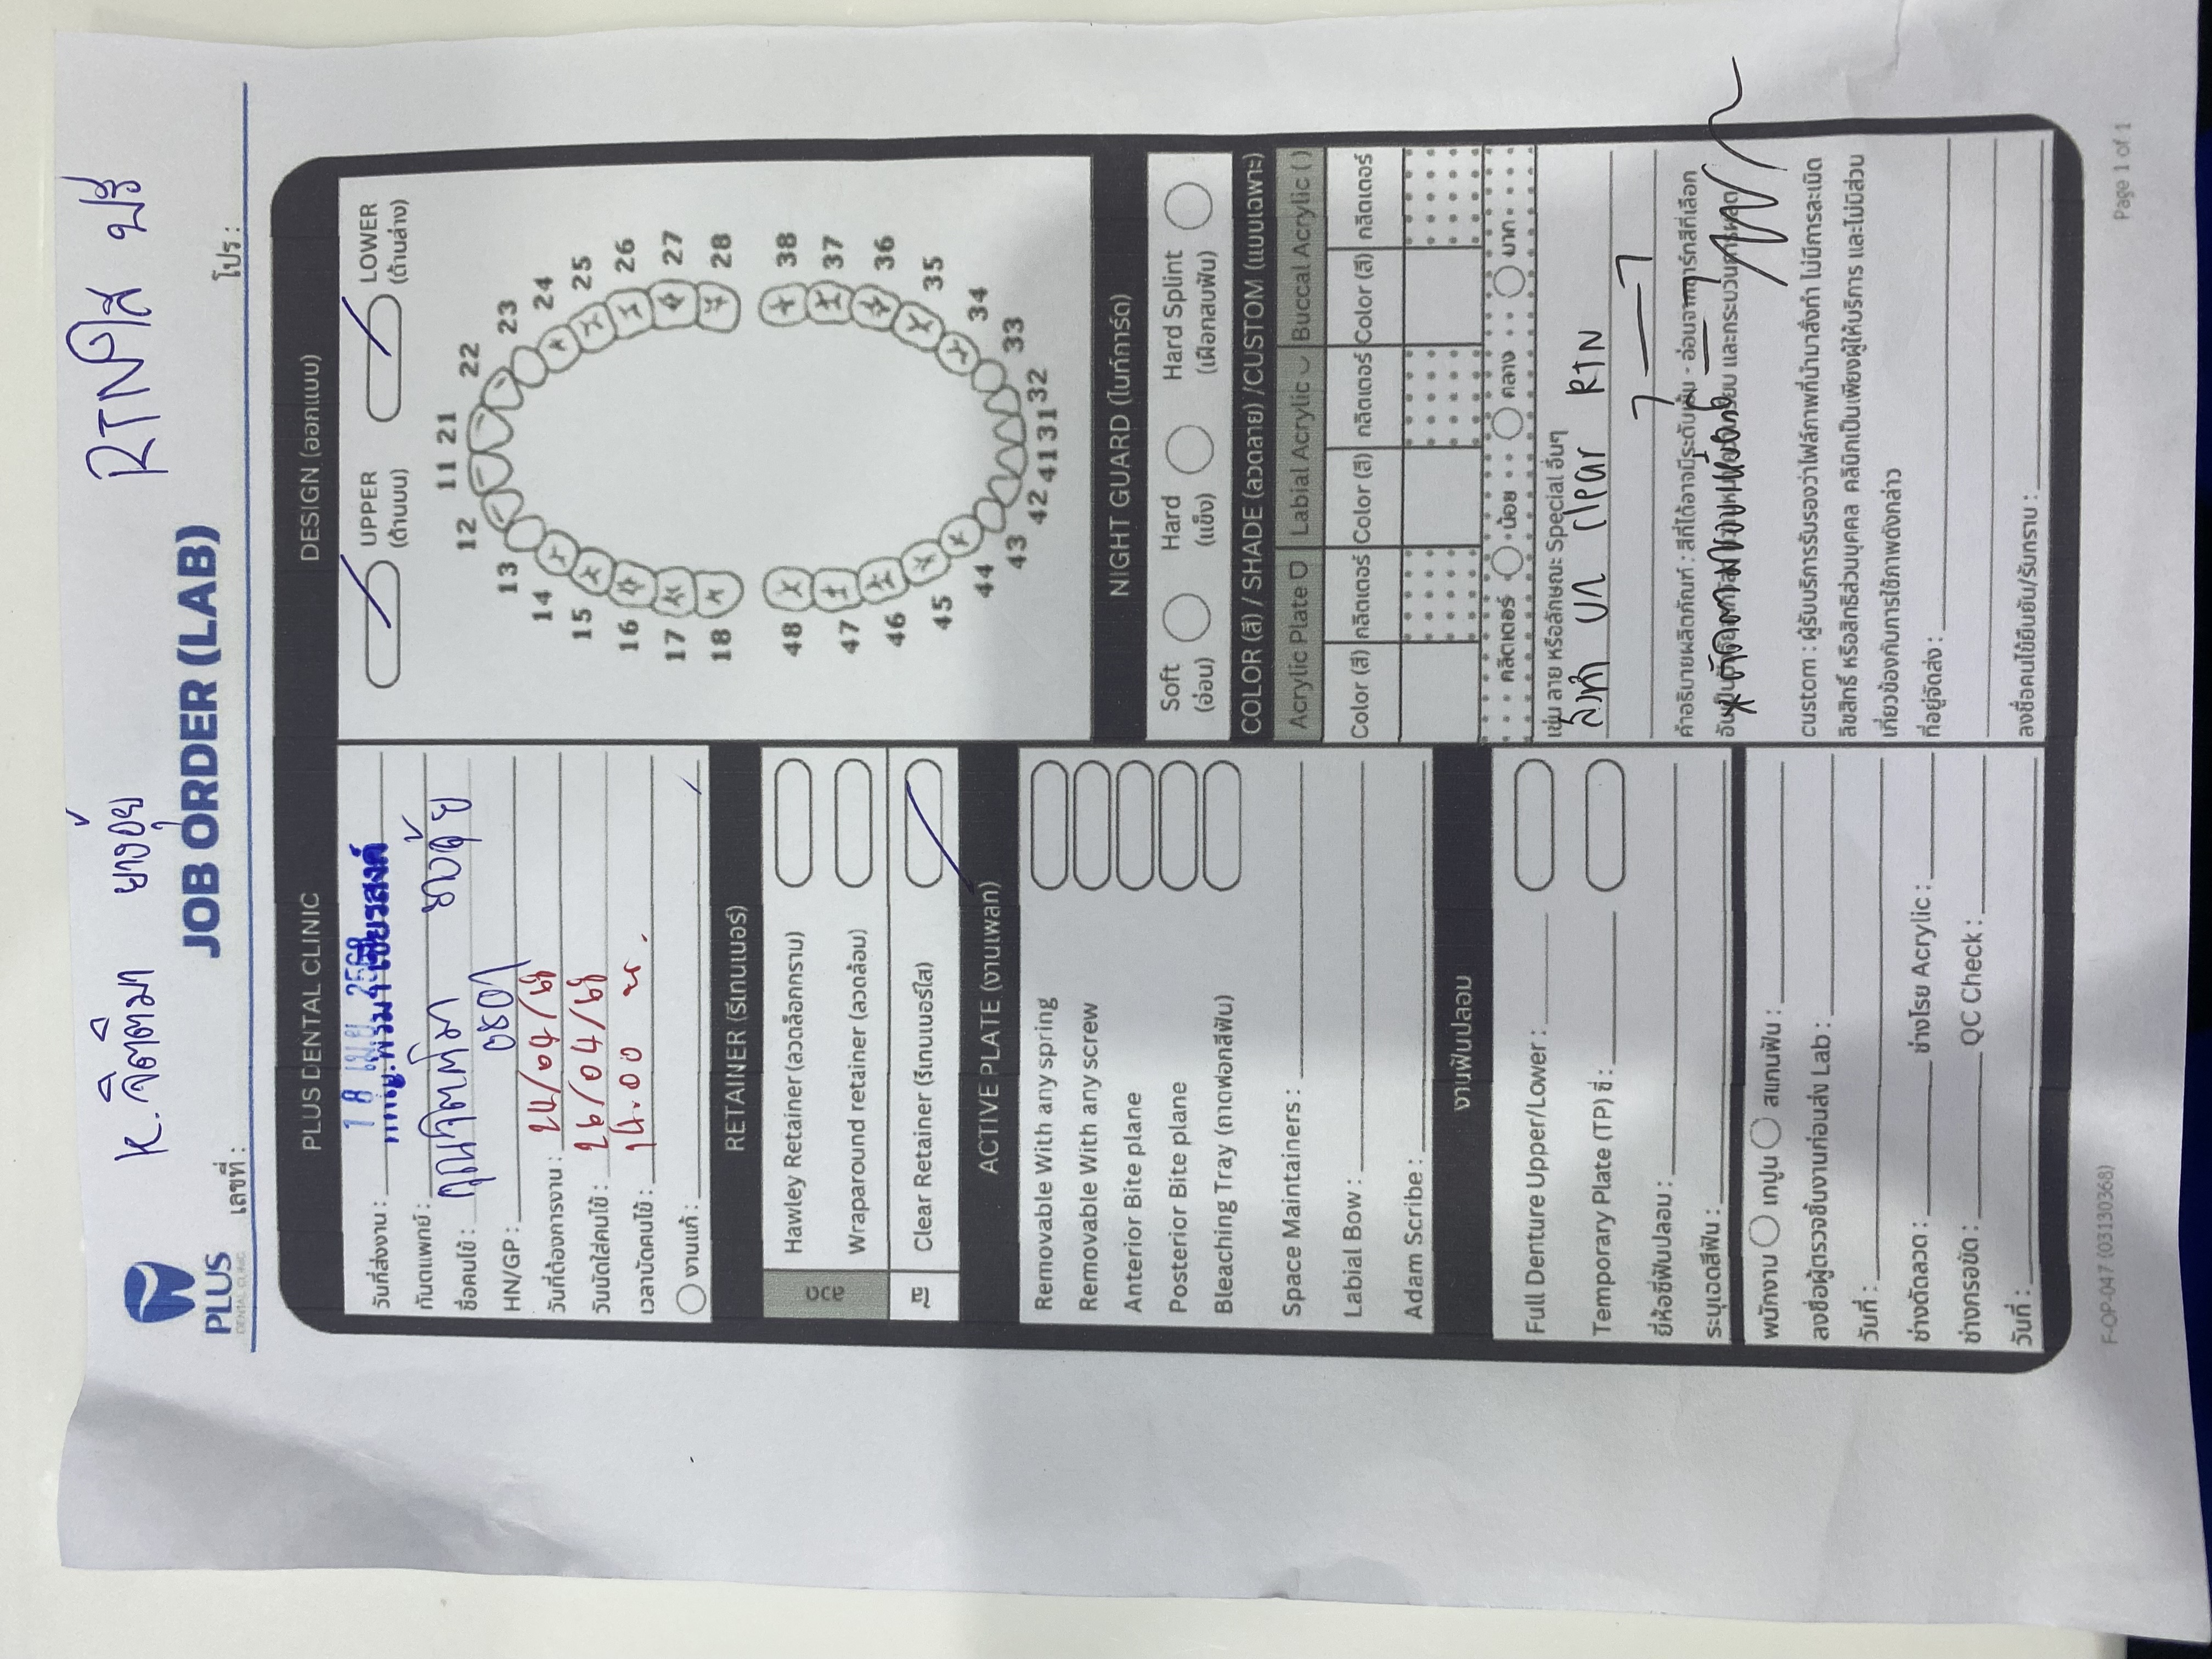 K. จิตติมา ยางอุ้ย
RTNใส ฟรี
PLUS
DENTAL CLINIC
JOB ORDER (LAB)
เลขที่ :
โปร :
PLUS DENTAL CLINIC
วันที่ส่งงาน : 18 เม.ย. 2568
ทันตแพทย์ :
ชื่อคนไข้ : คุณจิตติมา ยางอุ้ย
HN/GP : 0801
วันที่ต้องการงาน : 24/04/68
วันนัดใส่คนไข้ : 26/04/68
เวลานัดคนไข้ : 14.00 น.
งานแก้ :
RETAINER (รีเทนเนอร์)
ลวด
Hawley Retainer (ลวดล็อกกราม)
Wraparound retainer (ลวดล้อม)
ใส
Clear Retainer (รีเทนเนอร์ใส)
ACTIVE PLATE (งานเพลท)
Removable With any spring
Removable With any screw
Anterior Bite plane
Posterior Bite plane
Bleaching Tray (ถาดฟอกสีฟัน)
Space Maintainers :
Labial Bow :
Adam Scribe :
งานฟันปลอม
Full Denture Upper/Lower :
Temporary Plate (TP) ซี่ :
ยี่ห้อซี่ฟันปลอม :
ระบุเฉดสีฟัน :
พนักงาน เทปูน สแกนฟัน :
ลงชื่อผู้ตรวจชิ้นงานก่อนส่ง Lab :
วันที่ :
ช่างดัดลวด : ช่างโรย Acrylic :
ช่างกรอขัด : QC Check :
วันที่ :
DESIGN (ออกแบบ)
UPPER LOWER
(ด้านบน) (ด้านล่าง)
11 21
12 22
13 23
14 24
15 25
16 26
17 27
18 28
48 38
47 37
46 36
45 35
44 34
43 33
42 41 31 32
NIGHT GUARD (ไนท์การ์ด)
Soft Hard Hard Splint
(อ่อน) (แข็ง) (เฝือกสบฟัน)
COLOR (สี) / SHADE (ลวดลาย) /CUSTOM (แบบเฉพาะ)
Acrylic Plate Labial Acrylic Buccal Acrylic ( )
Color (สี) กลิตเตอร์ Color (สี) กลิตเตอร์ Color (สี) กลิตเตอร์
กลิตเตอร์ น้อย กลาง มาก
เช่น ลาย หรือลักษณะ Special อื่นๆ
สั่งทำ บล clear RTN
7 — 7
คำอธิบายผลิตภัณฑ์ : สีที่ได้อาจมีระดับเข้ม - อ่อนจากชาร์ทสีที่เลือก
และกระบวนการผลิต
* ตัดตามขอบเหงือก 6 — 7
custom : ผู้รับบริการรับรองว่าไฟล์ภาพที่นำมาสั่งทำ ไม่มีการละเมิด
ลิขสิทธิ์ หรือสิทธิส่วนบุคคล คลินิกเป็นเพียงผู้ให้บริการ และไม่มีส่วน
เกี่ยวข้องกับการใช้ภาพดังกล่าว
ที่อยู่จัดส่ง :
ลงชื่อคนไข้ยืนยัน/รับทราบ :
F-OP-047 (03130368)
Page 1 of 1